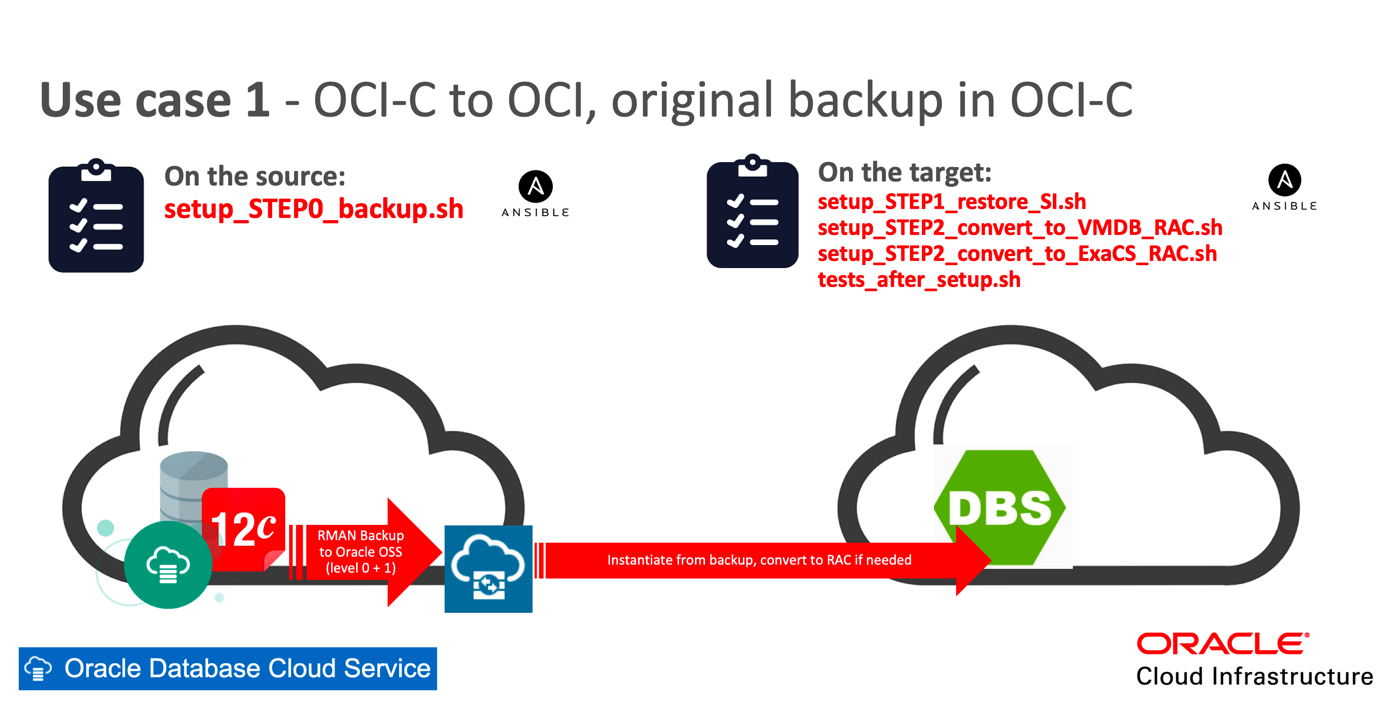 Use case 1 - OCI-C to OCI, original backup in OCI-C
On the source:
setup_STEP0_backup.sh
ANSIBLE
On the target:
setup_STEP1_restore_SI.sh
setup_STEP2_convert_to_VMDB_RAC.sh
setup_STEP2_convert_to_ExaCS_RAC.sh
tests_after_setup.sh
ANSIBLE
12c
RMAN Backup
to Oracle OSS
(level 0 + 1)
DBS
Instantiate from backup, convert to RAC if needed
Oracle Database Cloud Service
ORACLE®
Cloud Infrastructure